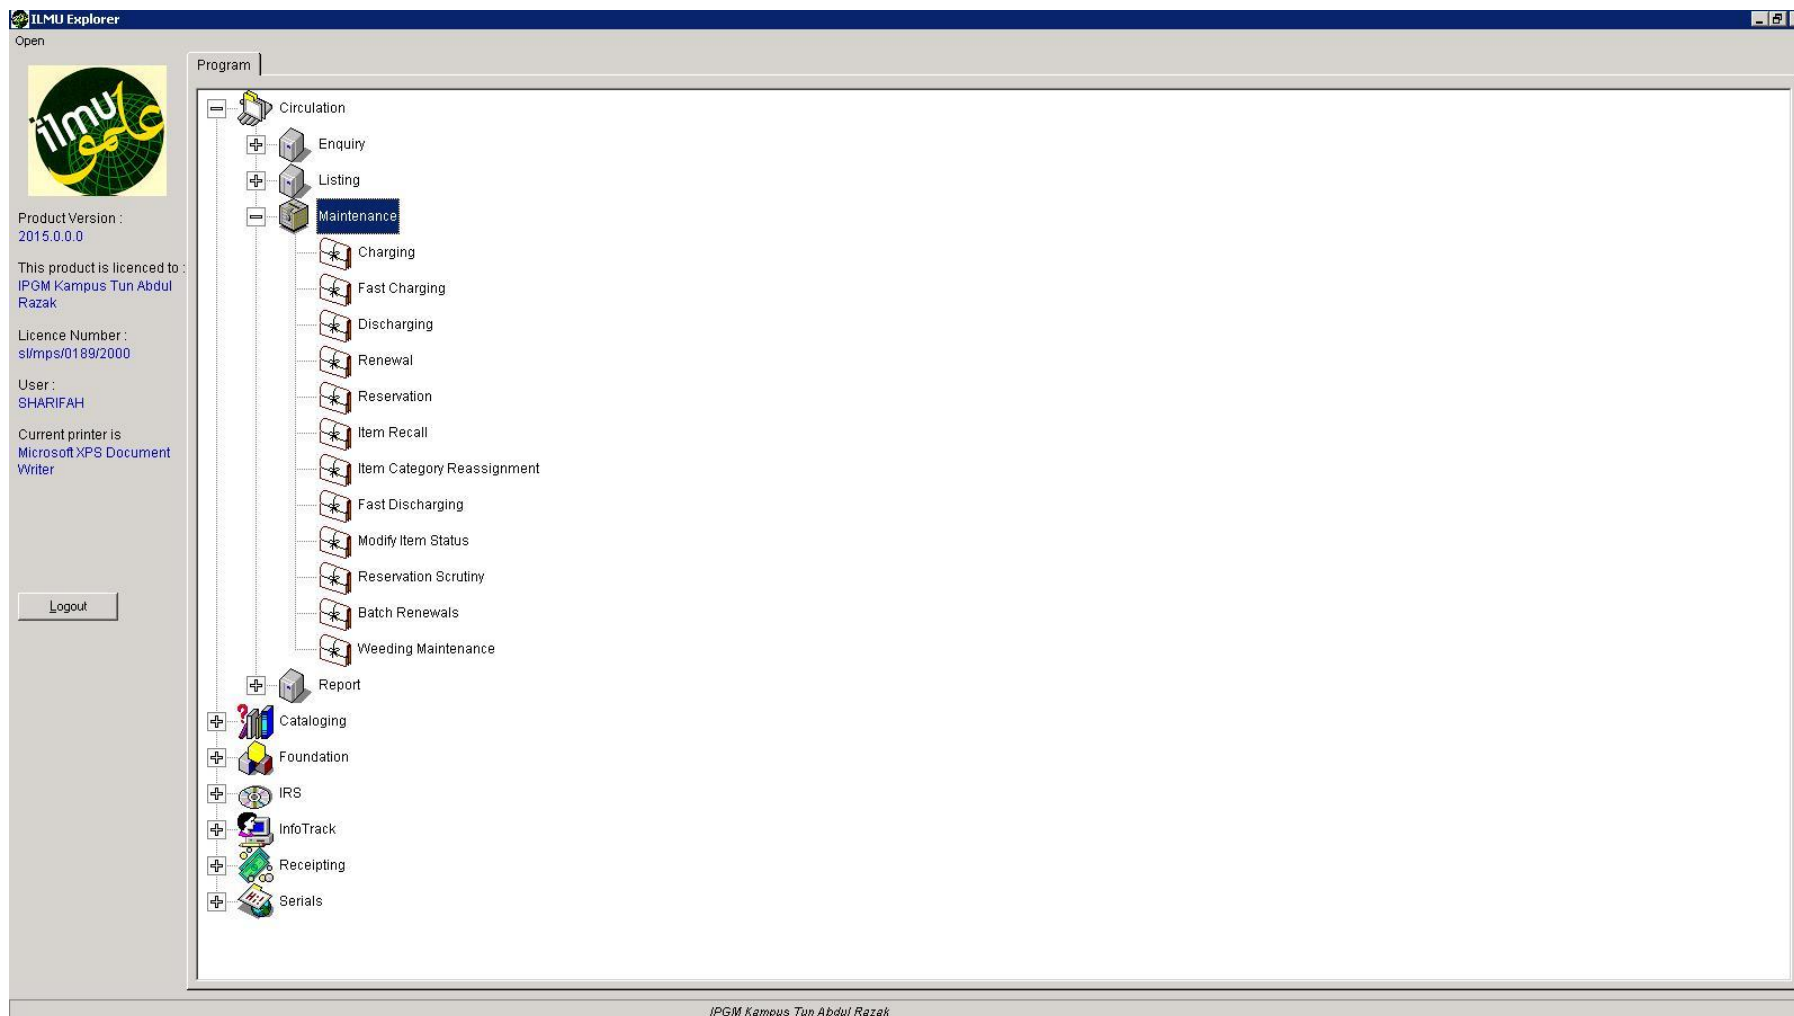 ILMU Explorer
Open
ilmu
علمو
Product Version :
2015.0.0.0
This product is licenced to :
IPGM Kampus Tun Abdul
Razak
Licence Number :
sl/mps/0189/2000
User :
SHARIFAH
Current printer is
Microsoft XPS Document
Writer
Logout
Program
Circulation
Enquiry
Listing
Maintenance
Charging
Fast Charging
Discharging
Renewal
Reservation
Item Recall
Item Category Reassignment
Fast Discharging
Modify Item Status
Reservation Scrutiny
Batch Renewals
Weeding Maintenance
Report
Cataloging
Foundation
IRS
InfoTrack
Receipting
Serials
IPGM Kampus Tun Abdul Razak